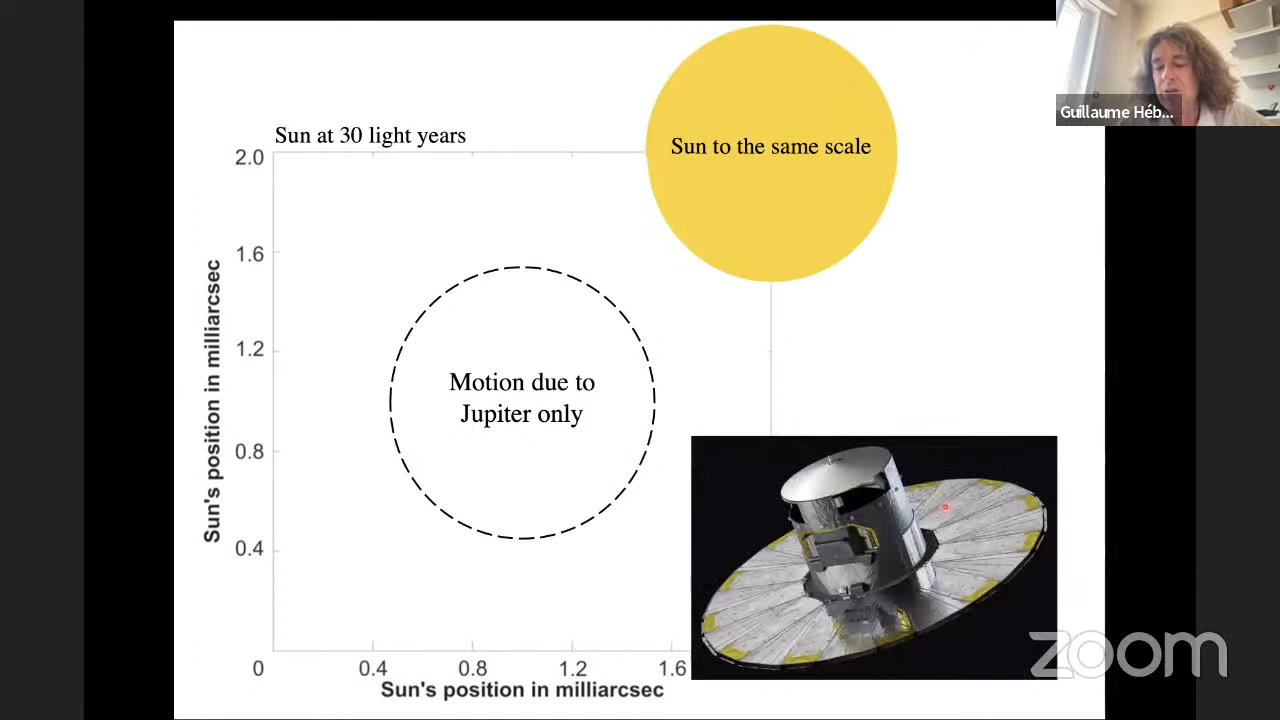 Guillaume Héb...
Sun to the same scale
Sun at 30 light years
2.0
1.6
1.2
0.8
0.4
0
Sun's position in milliarcsec
Motion due to
Jupiter only
0.4
0.8
1.2
1.6
Sun's position in milliarcsec
zoom